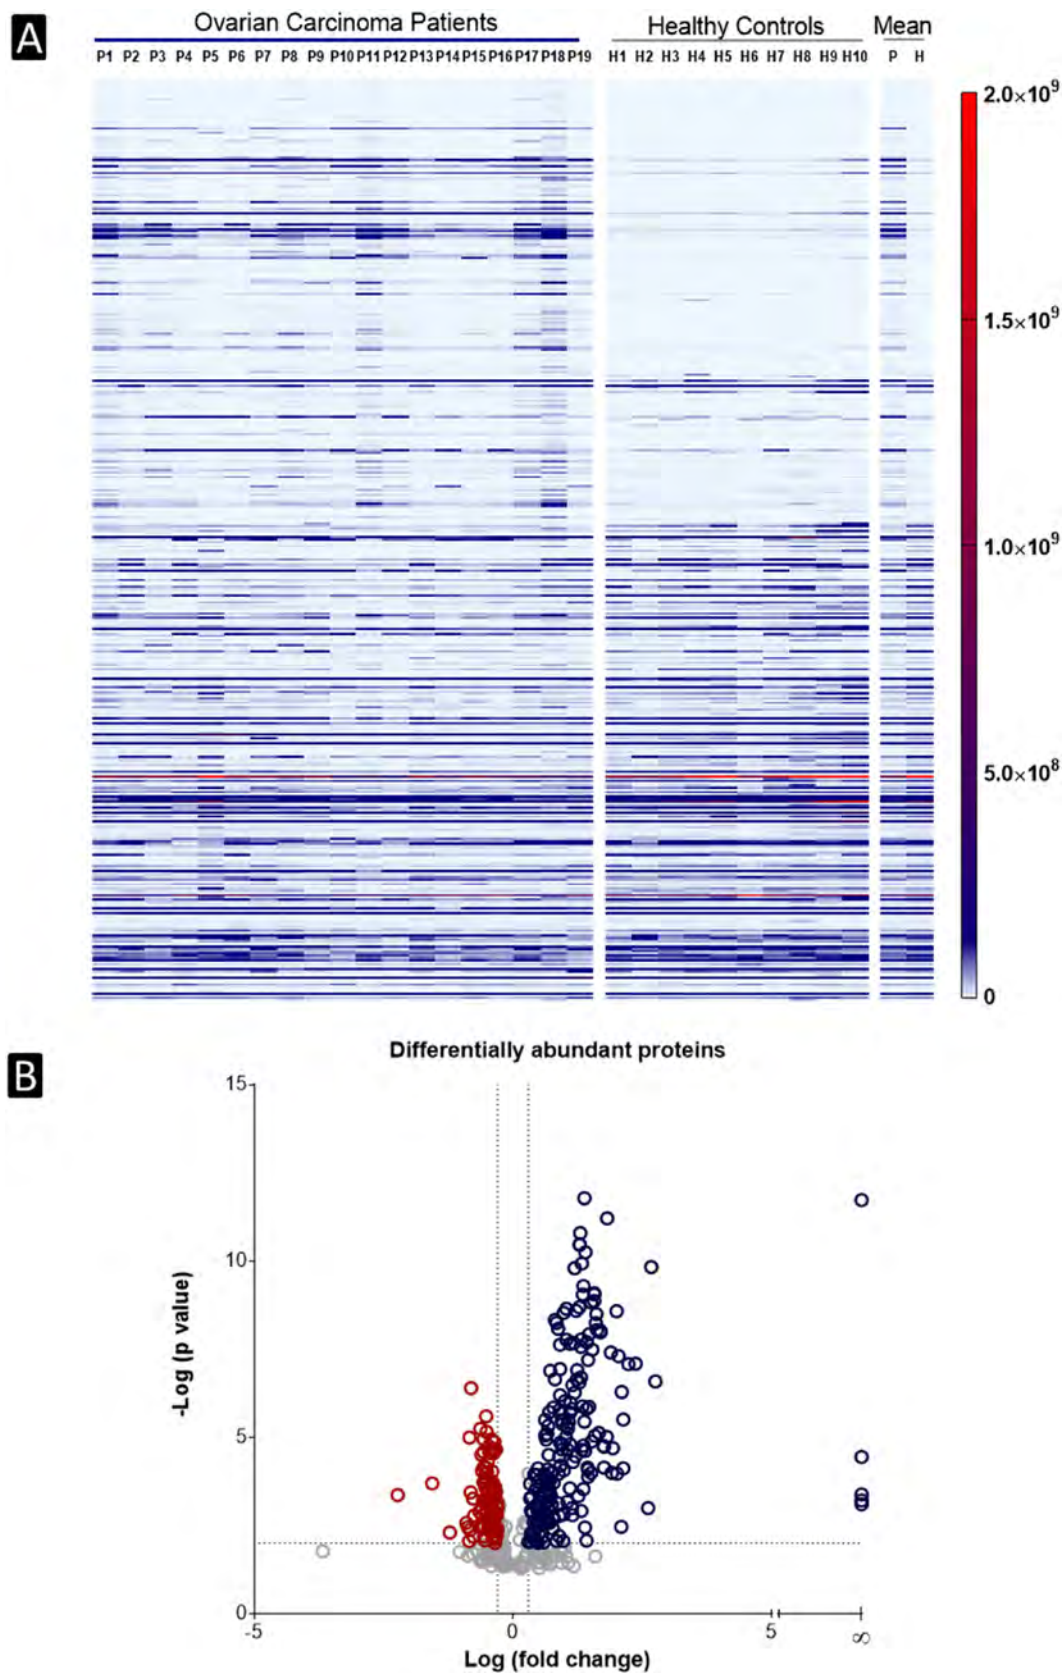 A
Ovarian Carcinoma Patients
Healthy Controls
Mean
P1 P2 P3 P4 P5 P6 P7 P8 P9 P10 P11 P12 P13 P14 P15 P16 P17 P18 P19
H1 H2 H3 H4 H5 H6 H7 H8 H9 H10
P H
2.0×10⁹
1.5×10⁹
1.0×10⁹
5.0×10⁸
0
B
Differentially abundant proteins
15
10
5
0
-Log (p value)
-5 0 5 ∞
Log (fold change)